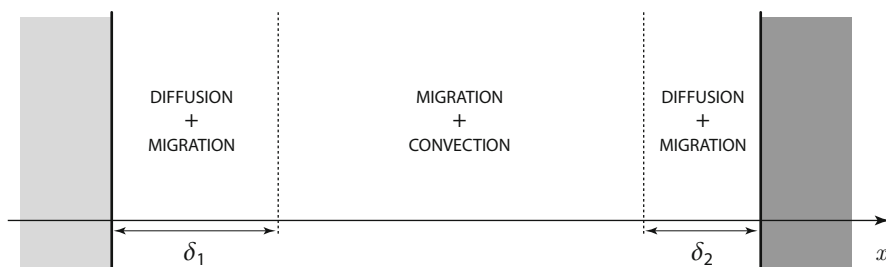 DIFFUSION
+
MIGRATION
MIGRATION
+
CONVECTION
DIFFUSION
+
MIGRATION
δ1
δ2
x